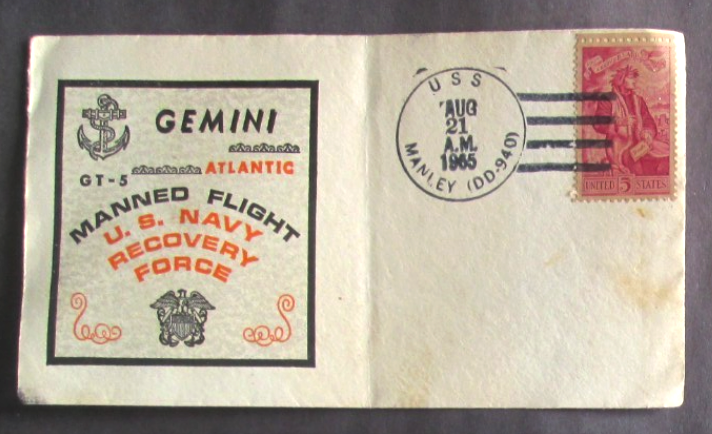 GEMINI
ATLANTIC
GT-5
MANNED FLIGHT
U. S. NAVY
RECOVERY
FORCE
USS
AUG
21
A.M.
1965
MANLEY (DD-940)
UNITED 5 STATES